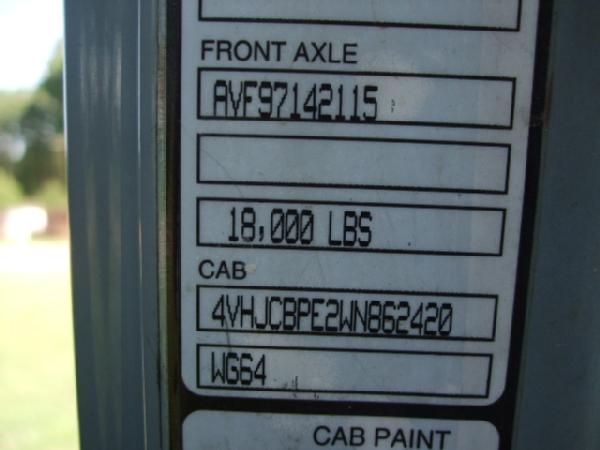 FRONT AXLE
AVF97142115
18,000 LBS
CAB
4VHJCBPE2WN862420
WG64
CAB PAINT